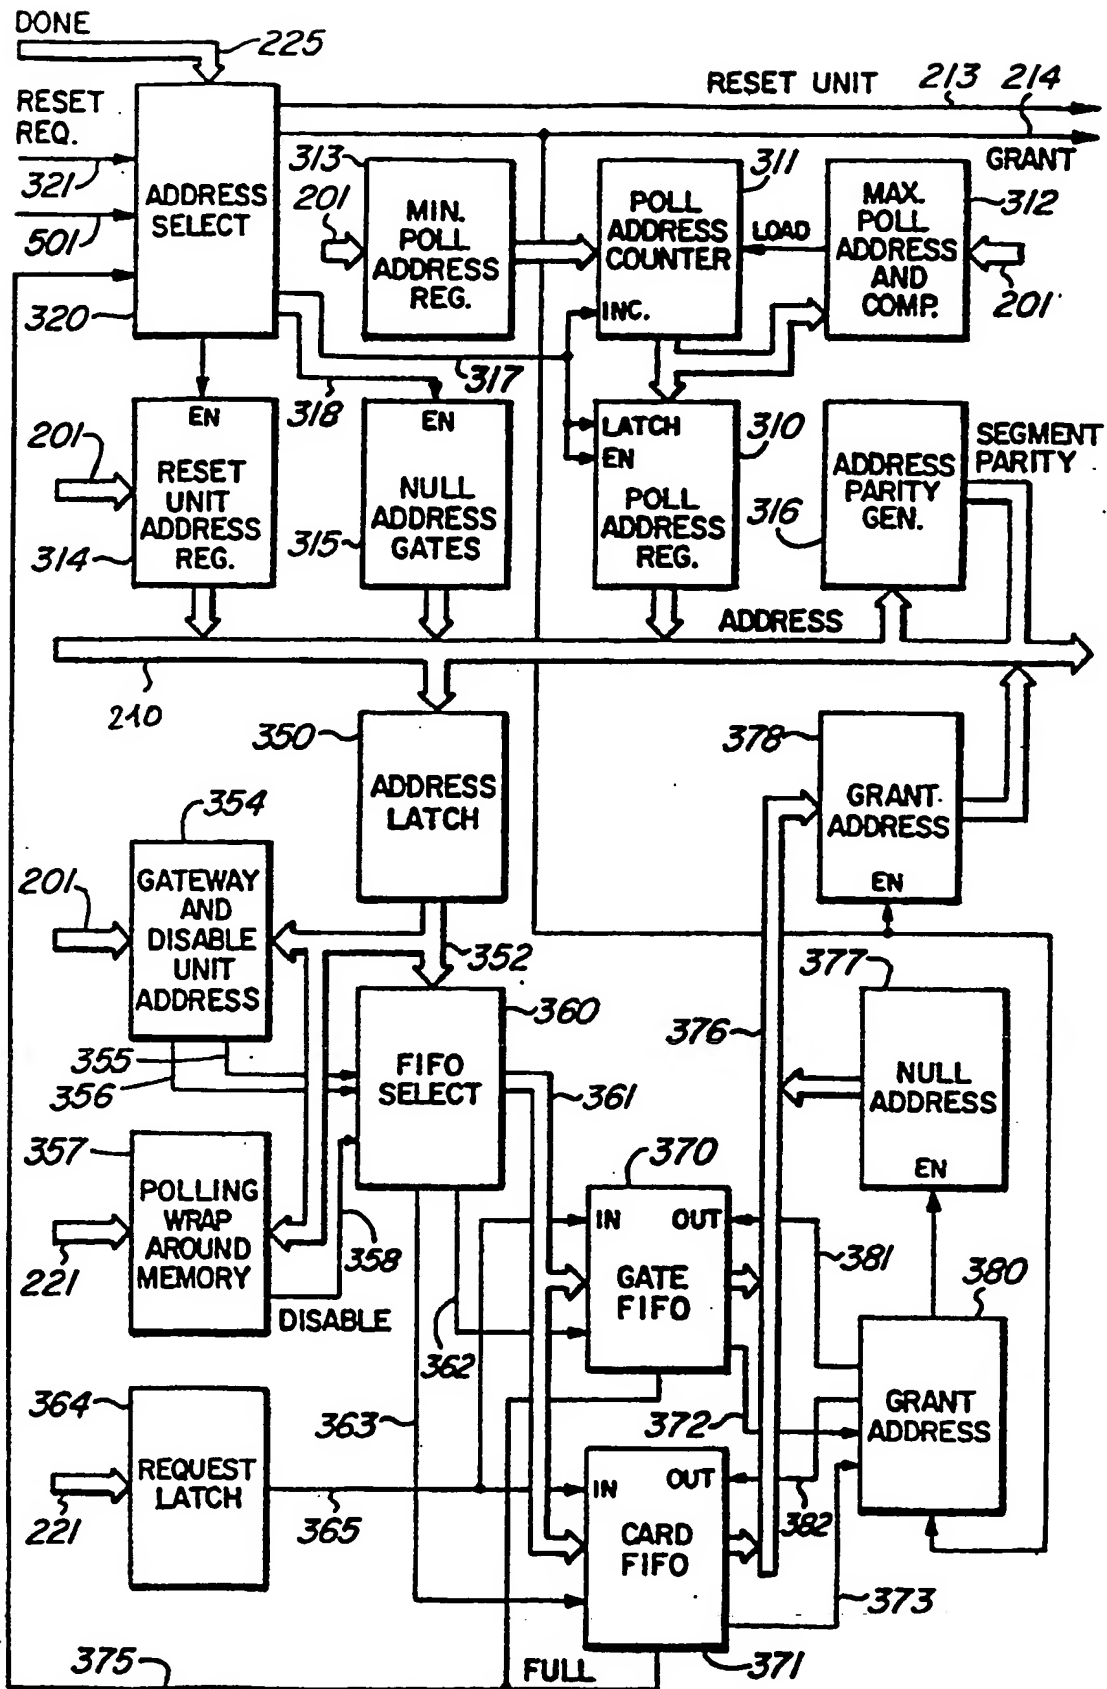 DONE
225
RESET UNIT
213
214
RESET
REQ.
GRANT
321
501
ADDRESS
SELECT
320
313
201
MIN.
POLL
ADDRESS
REG.
311
POLL
ADDRESS
COUNTER
INC.
LOAD
MAX.
POLL
ADDRESS
AND
COMP.
312
201
317
318
EN
RESET
UNIT
ADDRESS
REG.
201
314
EN
NULL
ADDRESS
GATES
315
LATCH
EN
POLL
ADDRESS
REG.
310
ADDRESS
PARITY
GEN.
316
SEGMENT
PARITY
ADDRESS
210
350
ADDRESS
LATCH
378
GRANT
ADDRESS
EN
354
201
GATEWAY
AND
DISABLE
UNIT
ADDRESS
352
355
356
360
FIFO
SELECT
361
376
377
NULL
ADDRESS
EN
357
221
POLLING
WRAP
AROUND
MEMORY
DISABLE
358
362
363
370
IN
OUT
GATE
FIFO
381
380
GRANT
ADDRESS
372
364
221
REQUEST
LATCH
365
IN
OUT
CARD
FIFO
382
373
375
FULL
371